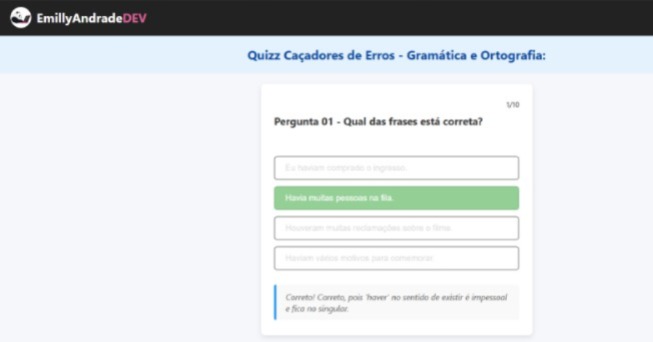 EmillyAndradeDEV
Quizz Caçadores de Erros - Gramática e Ortografia:
1/10
Pergunta 01 - Qual das frases está correta?
Eu haviam comprado o ingresso.
Havia muitas pessoas na fila.
Houveram muitas reclamações sobre o filme.
Haviam vários motivos para comemorar.
Correto! Correto, pois 'haver' no sentido de existir é impessoal
e fica no singular.